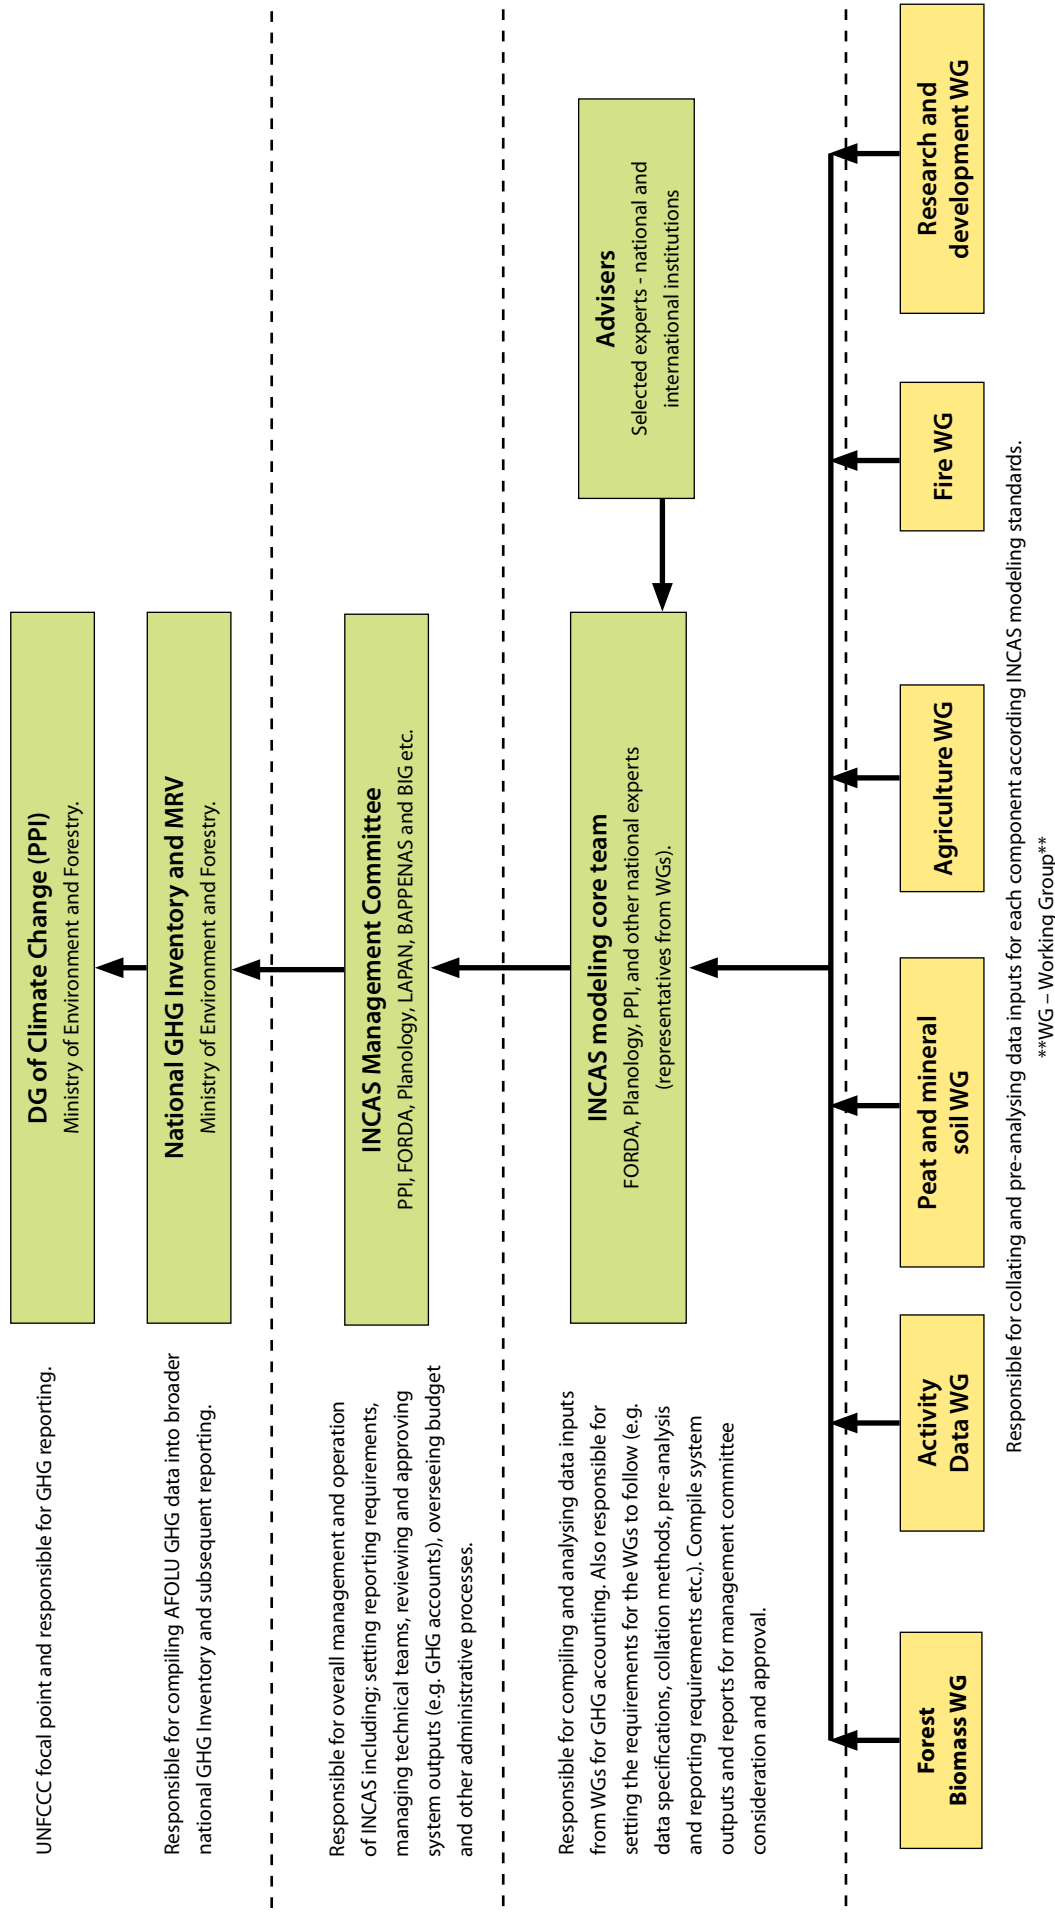 UNFCCC focal point and responsible for GHG reporting.
DG of Climate Change (PPI)
Ministry of Environment and Forestry.
Responsible for compiling AFOLU GHG data into broader
national GHG Inventory and subsequent reporting.
National GHG Inventory and MRV
Ministry of Environment and Forestry.
Responsible for overall management and operation
of INCAS including; setting reporting requirements,
managing technical teams, reviewing and approving
system outputs (e.g. GHG accounts), overseeing budget
and other administrative processes.
INCAS Management Committee
PPI, FORDA, Planology, LAPAN, BAPPENAS and BIG etc.
Responsible for compiling and analysing data inputs
from WGs for GHG accounting. Also responsible for
setting the requirements for the WGs to follow (e.g.
data specifications, collation methods, pre-analysis
and reporting requirements etc.). Compile system
outputs and reports for management committee
consideration and approval.
INCAS modeling core team
FORDA, Planology, PPI, and other national experts
(representatives from WGs).
Advisers
Selected experts - national and
international institutions
Forest
Biomass WG
Activity
Data WG
Peat and mineral
soil WG
Agriculture WG
Fire WG
Research and
development WG
Responsible for collating and pre-analysing data inputs for each component according INCAS modeling standards.
**WG – Working Group**